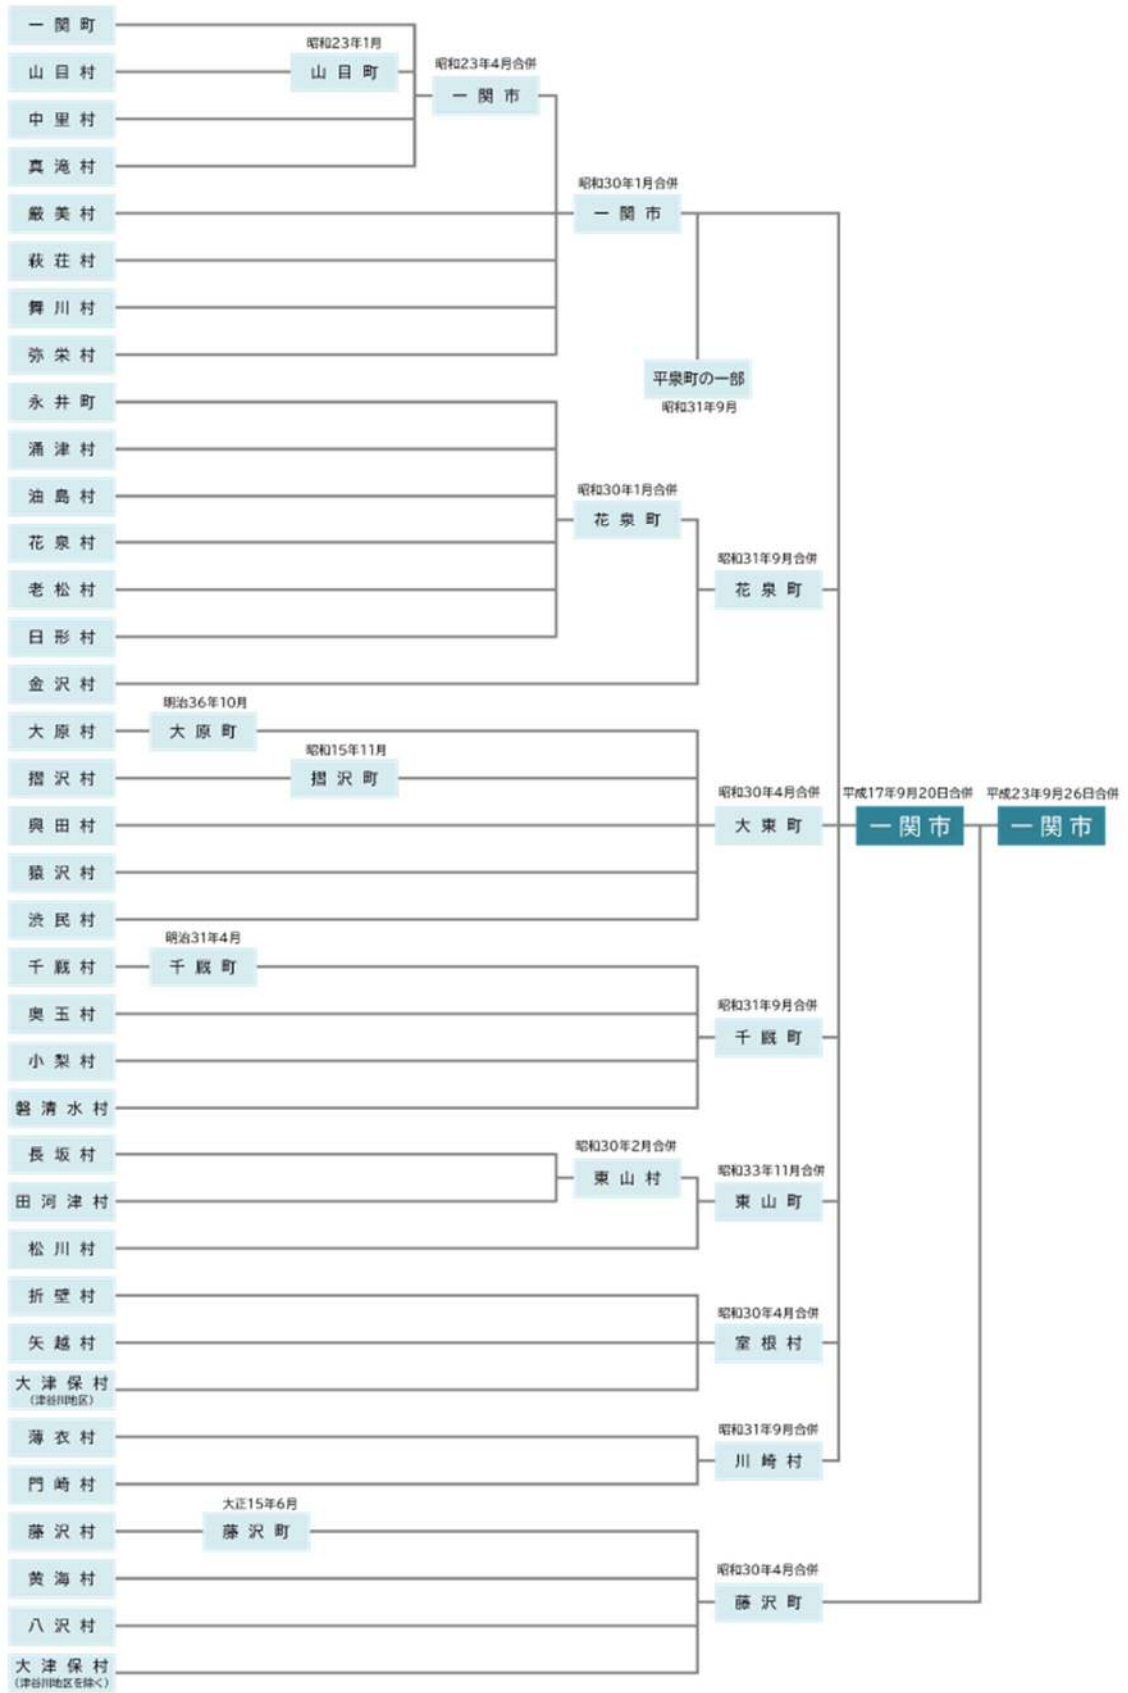 一関町
昭和23年1月
山目村
山目町
昭和23年4月合併
一関市
中里村
真滝村
昭和30年1月合併
厳美村
一関市
萩荘村
舞川村
弥栄村
平泉町の一部
昭和31年9月
永井町
涌津村
油島村
昭和30年1月合併
花泉町
花泉村
昭和31年9月合併
老松村
花泉町
日形村
金沢村
明治36年10月
大原村
大原町
昭和15年11月
摺沢村
摺沢町
昭和30年4月合併
平成17年9月20日合併
平成23年9月26日合併
興田村
大東町
一関市
一関市
猿沢村
渋民村
明治31年4月
千厩村
千厩町
昭和31年9月合併
奥玉村
千厩町
小梨村
磐清水村
長坂村
昭和30年2月合併
東山村
昭和33年11月合併
田河津村
東山町
松川村
折壁村
昭和30年4月合併
矢越村
室根村
大津保村
(津谷川地区)
昭和31年9月合併
薄衣村
川崎村
門崎村
大正15年6月
藤沢村
藤沢町
昭和30年4月合併
黄海村
藤沢町
八沢村
大津保村
(津谷川地区を除く)